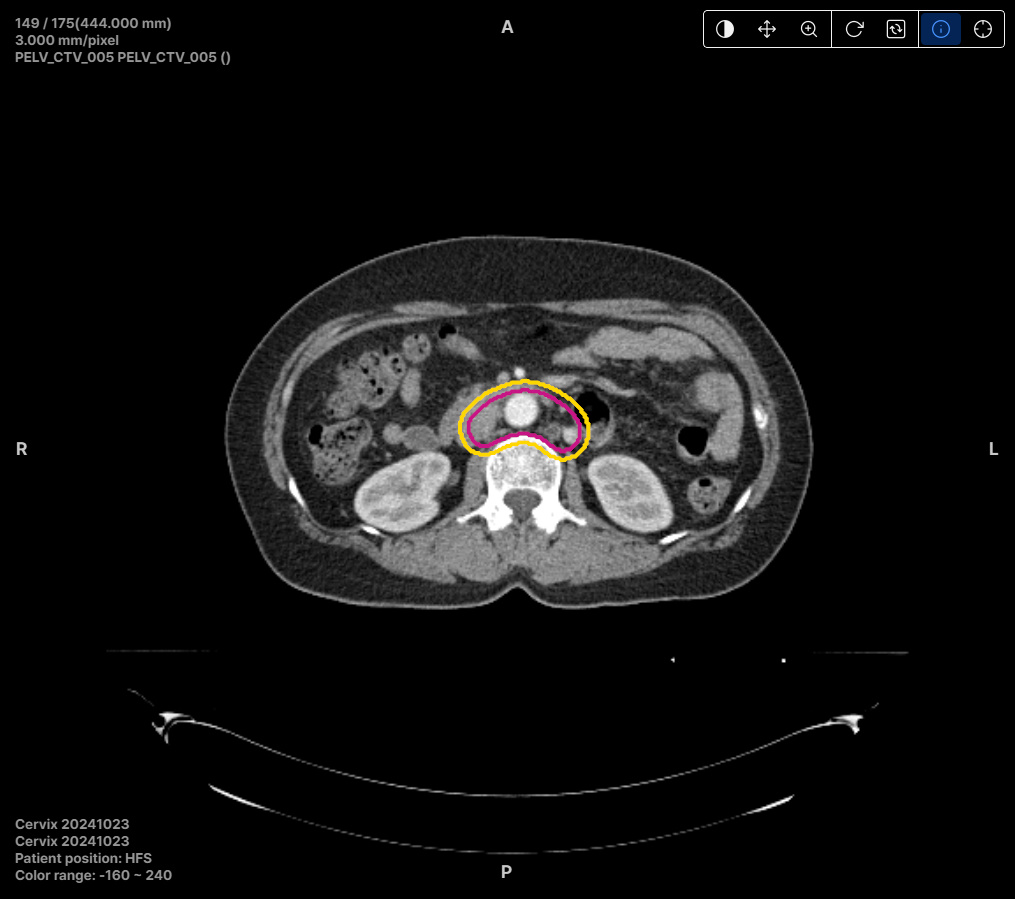 149 / 175(444.000 mm)
3.000 mm/pixel
PELV_CTV_005 PELV_CTV_005 ()
A
R
L
Cervix 20241023
Cervix 20241023
Patient position: HFS
Color range: -160 ~ 240
P